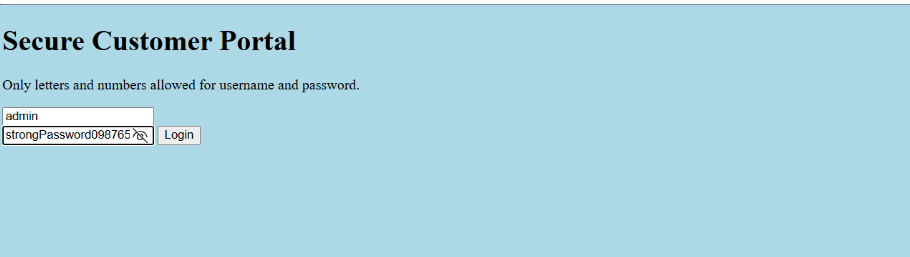 Secure Customer Portal
Only letters and numbers allowed for username and password.
admin
strongPassword098765
Login